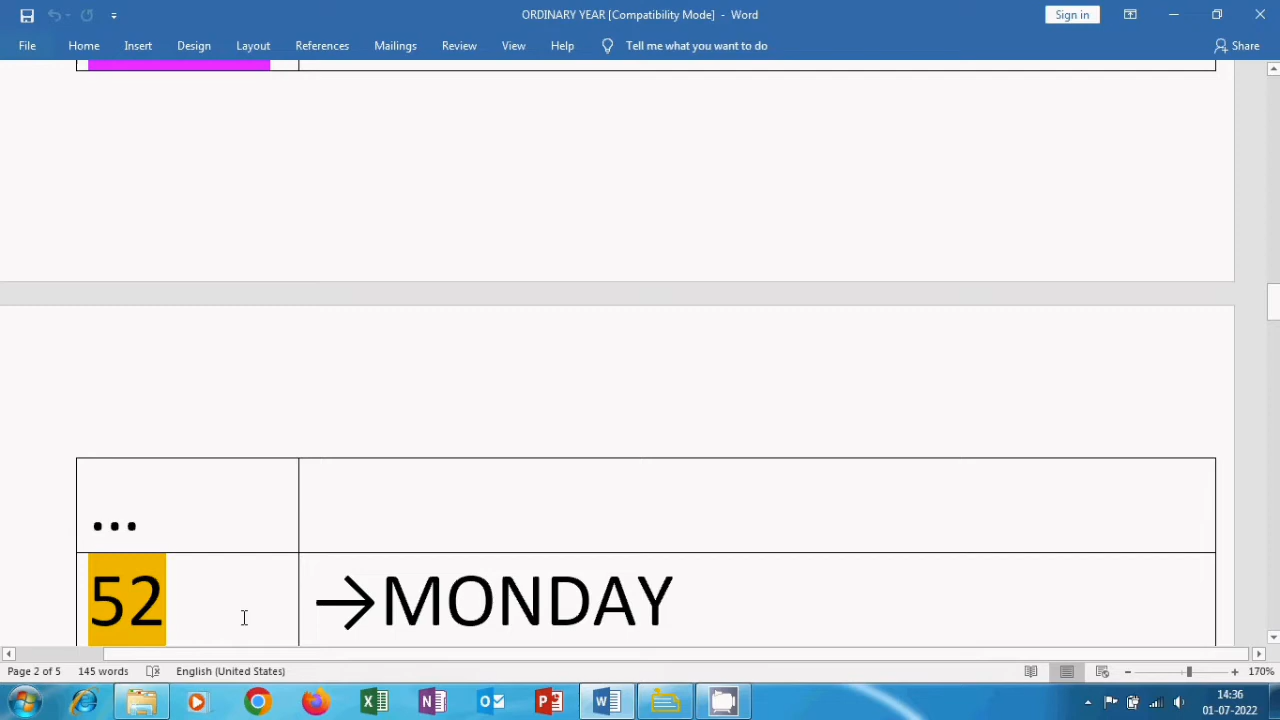 ORDINARY YEAR [Compatibility Mode] - Word
Sign in
File Home Insert Design Layout References Mailings Review View Help Tell me what you want to do Share
...
52 →MONDAY
Page 2 of 5 145 words English (United States) 170%
14:36
01-07-2022